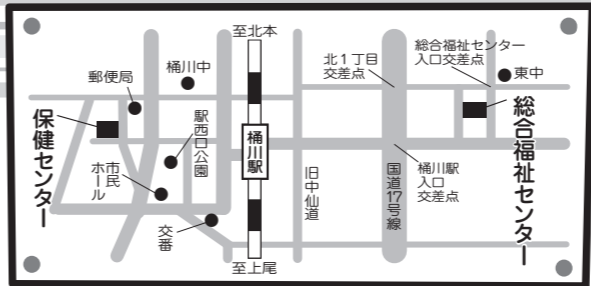 至北本
北1丁目
交差点
総合福祉センター
入口交差点
東中
桶川中
郵便局
保健センター
駅西口公園
市民
ホール
交番
桶川駅
旧中仙道
国道17号線
桶川駅
入口
交差点
総合福祉センター
至上尾